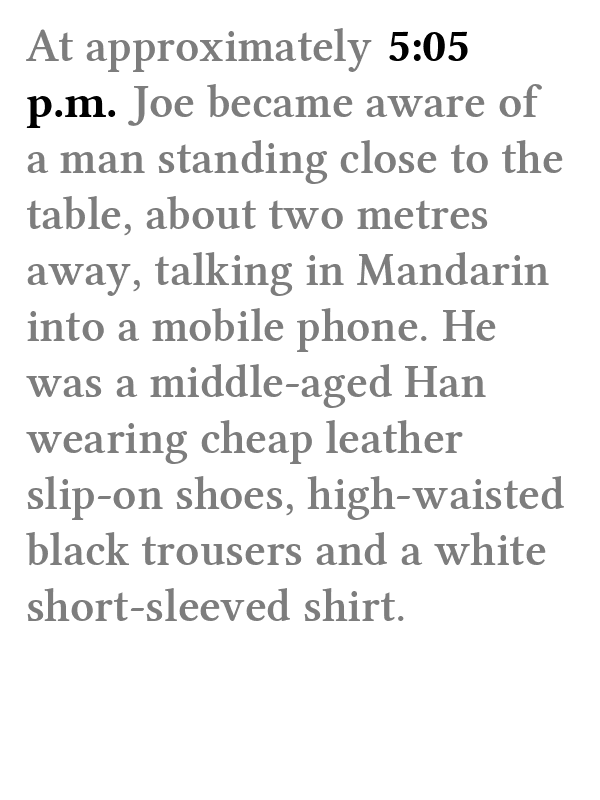 At approximately 5:05
p.m. Joe became aware of
a man standing close to the
table, about two metres
away, talking in Mandarin
into a mobile phone. He
was a middle-aged Han
wearing cheap leather
slip-on shoes, high-waisted
black trousers and a white
short-sleeved shirt.